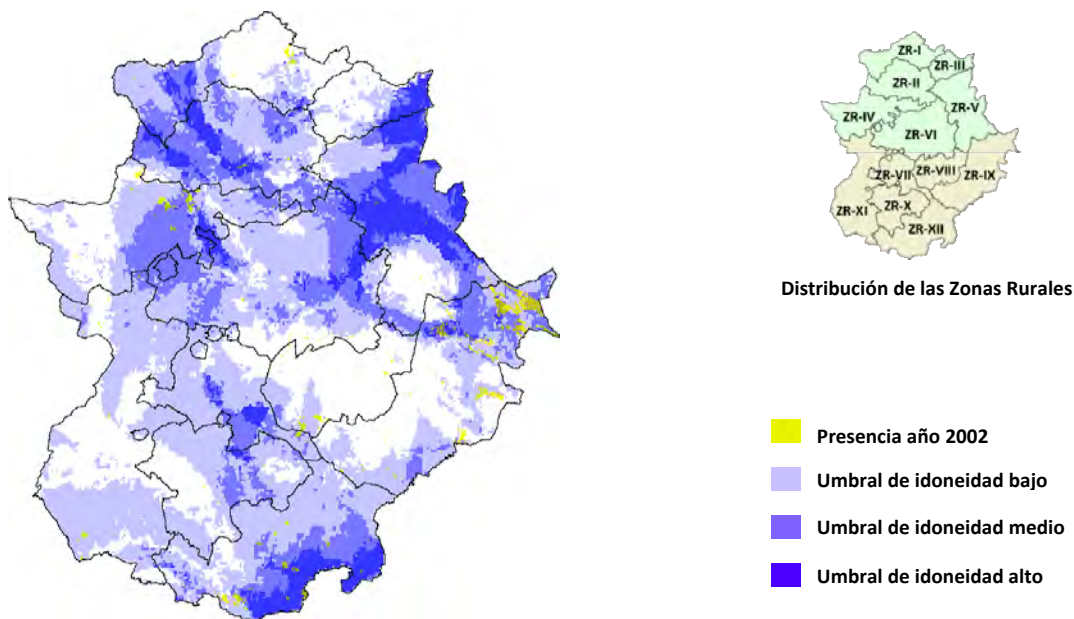 ZR-I
ZR-III
ZR-II
ZR-V
ZR-IV
ZR-VI
ZR-VII
ZR-VIII
ZR-IX
ZR-XI
ZR-X
ZR-XII
Distribución de las Zonas Rurales
Presencia año 2002
Umbral de idoneidad bajo
Umbral de idoneidad medio
Umbral de idoneidad alto